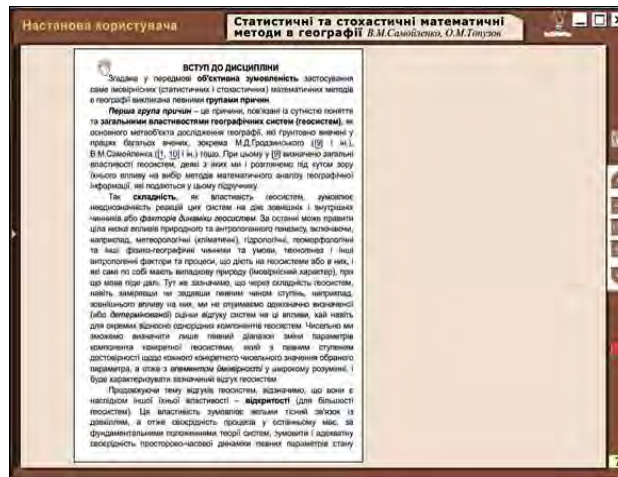 Настанова користувача
Статистичні та стохастичні математичні
методи в географії В.М.Самойленко, О.М.Топузов
ВСТУП ДО ДИСЦИПЛІНИ
Згадана у передмові об'єктивна зумовленість застосування
саме імовірнісних (статистичних і стохастичних) математичних методів
в географії викликана певними групами причин.
Перша група причин – це причини, пов'язані із сутністю поняття
та загальними властивостями географічних систем (геосистем), як
основного метаоб'єкта дослідження географії, які ґрунтовно вивчені у
працях багатьох вчених, зокрема М.Д.Гродзинського ([9] і ін.),
В.М.Самойленка ([1, 10] і ін.) тощо. При цьому у [9] визначено загальні
властивості геосистем, деякі з яких ми і розглянемо під кутом зору
їхнього впливу на вибір методів математичного аналізу географічної
інформації, які подаються у цьому підручнику.
Так складність, як властивість геосистем, зумовлює
неоднозначність реакцій цих систем на дію зовнішніх і внутрішніх
чинників або факторів динаміки геосистем. За останні може правити
ціла низка впливів природного та антропогенного генезису, включаючи,
наприклад, метеорологічні (кліматичні), гідрологічні, геоморфологічні
та інші фізико-географічні чинники та умови, техногенез і інші
антропогенні фактори та процеси, що діють на геосистеми або в них, і
які самі по собі мають випадкову природу (імовірнісний характер), про
що мова піде далі. Тут же зазначимо, що через складність геосистем,
навіть замірявши чи задавши певним чином ступінь, наприклад,
зовнішнього впливу на них, ми не отримаємо однозначно визначеної
(або детермінованої) оцінки відгуку систем на ці впливи, хай навіть
для окремих відносно однорідних компонентів геосистем. Чисельно ми
зможемо визначити лише певний діапазон зміни параметрів
компонента конкретної геосистеми, який з певним ступенем
достовірності щодо кожного конкретного чисельного значення обраного
параметра, а отже з елементом ймовірності у широкому розумінні, і
буде характеризувати зазначений відгук геосистем.
Продовжуючи тему відгуків геосистем, відзначимо, що вони є
наслідком іншої їхньої властивості – відкритості (для більшості
геосистем). Ця властивість зумовлює вельми тісний зв'язок із
довкіллям, а отже своєрідність процесів у останньому має, за
фундаментальними положеннями теорії систем, зумовити і адекватну
своєрідність просторово-часової динаміки певних параметрів стану